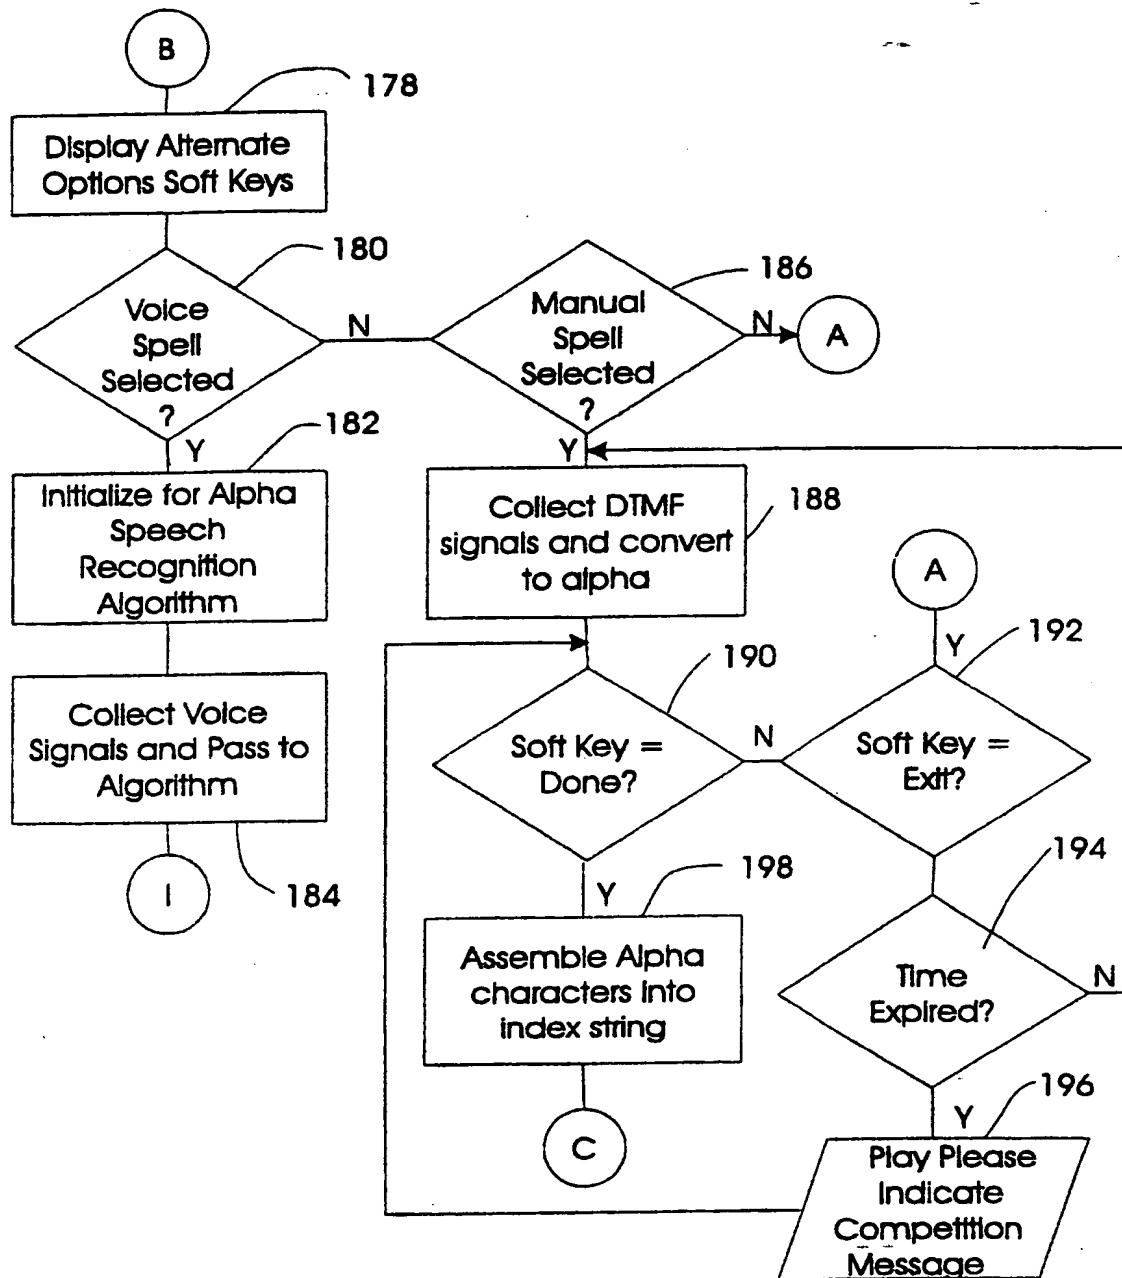 B
178
Display Alternate
Options Soft Keys
180
Voice
Spell
Selected
?
N
Y
186
Manual
Spell
Selected
?
N
A
Y
182
Initialize for Alpha
Speech
Recognition
Algorithm
Collect DTMF
signals and convert
to alpha
188
A
Y
192
190
Collect Voice
Signals and Pass to
Algorithm
184
I
Soft Key =
Done?
N
Soft Key =
Exit?
194
Y
198
Assemble Alpha
characters into
index string
Time
Expired?
N
Y
196
C
Play Please
Indicate
Competition
Message